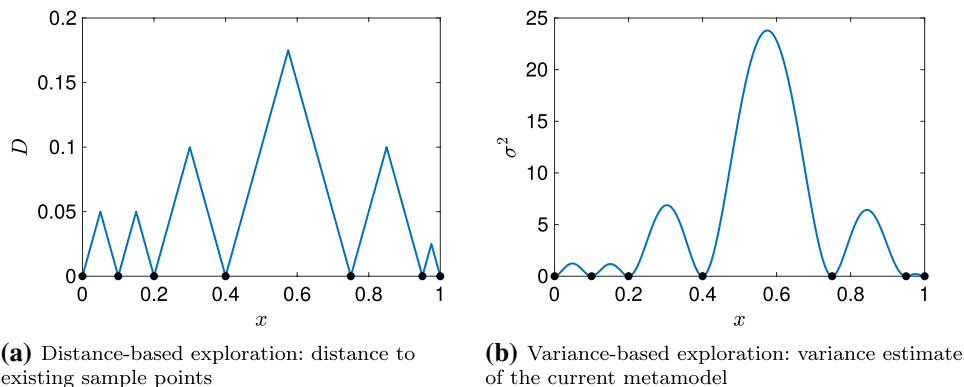 0.2
0.15
0.1
0.05
0
D
0 0.2 0.4 0.6 0.8 1
x
(a) Distance-based exploration: distance to
existing sample points
25
20
15
10
5
0
σ²
0 0.2 0.4 0.6 0.8 1
x
(b) Variance-based exploration: variance estimate
of the current metamodel